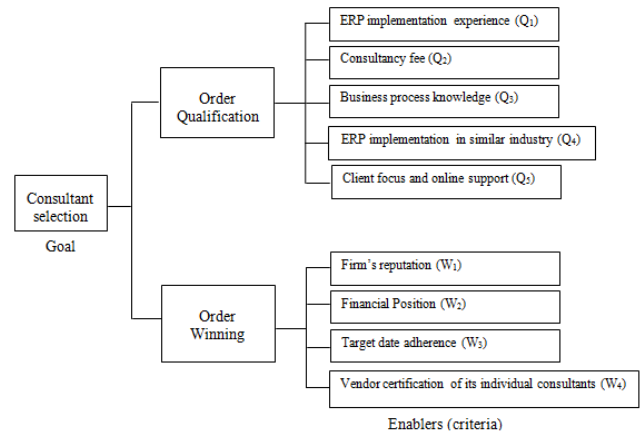 ERP implementation experience (Q₁)
Consultancy fee (Q₂)
Business process knowledge (Q₃)
ERP implementation in similar industry (Q₄)
Client focus and online support (Q₅)
Order
Qualification
Consultant
selection
Goal
Order
Winning
Firm's reputation (W₁)
Financial Position (W₂)
Target date adherence (W₃)
Vendor certification of its individual consultants (W₄)
Enablers (criteria)